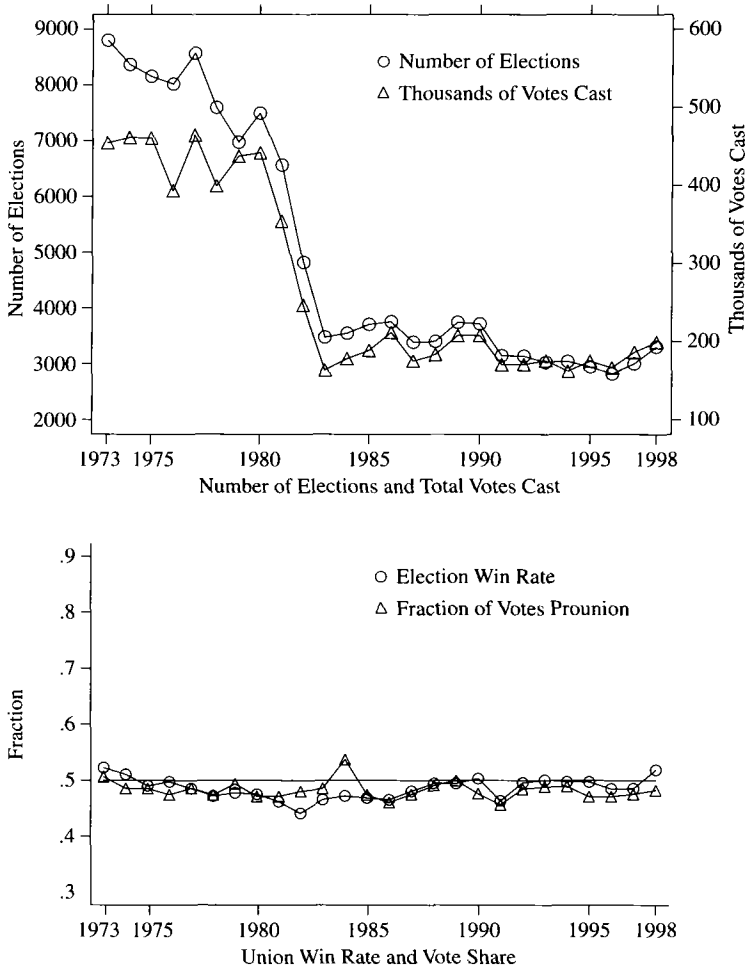 9000
8000
7000
6000
5000
4000
3000
2000
Number of Elections
600
500
400
300
200
100
Thousands of Votes Cast
Number of Elections
Thousands of Votes Cast
1973 1975 1980 1985 1990 1995 1998
Number of Elections and Total Votes Cast
.9
.8
.7
.6
.5
.4
.3
Fraction
Election Win Rate
Fraction of Votes Prounion
1973 1975 1980 1985 1990 1995 1998
Union Win Rate and Vote Share